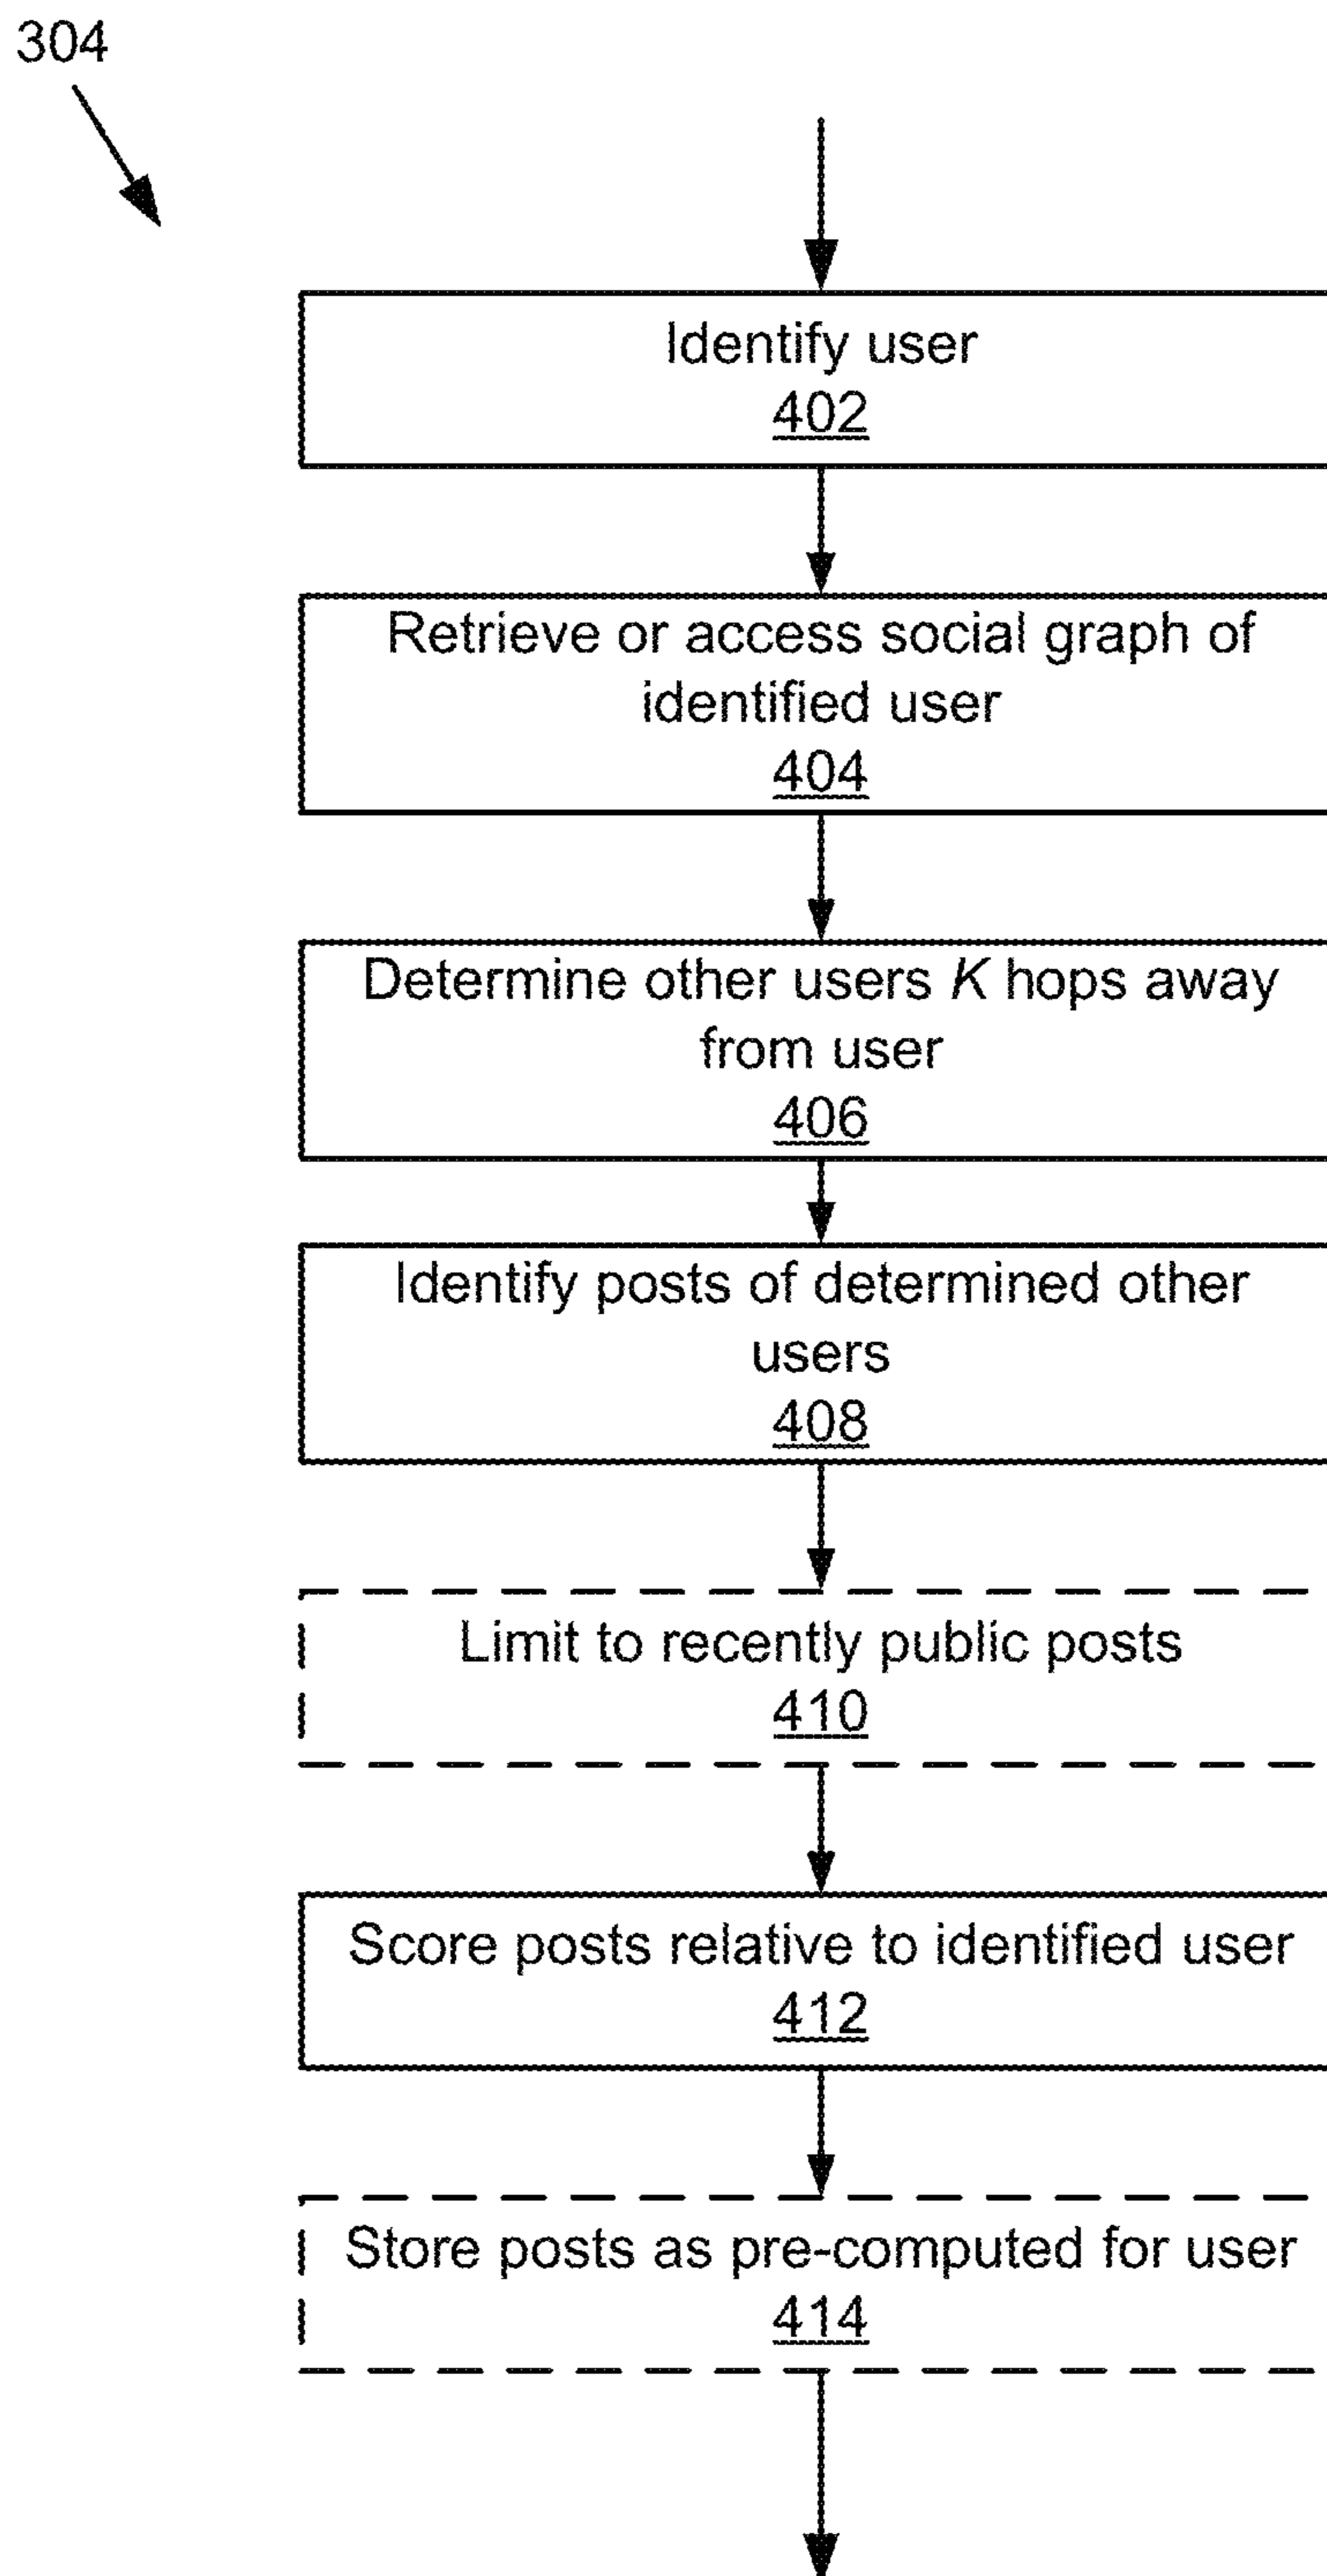 304
Identify user
402
Retrieve or access social graph of
identified user
404
Determine other users K hops away
from user
406
Identify posts of determined other
users
408
Limit to recently public posts
410
Score posts relative to identified user
412
Store posts as pre-computed for user
414